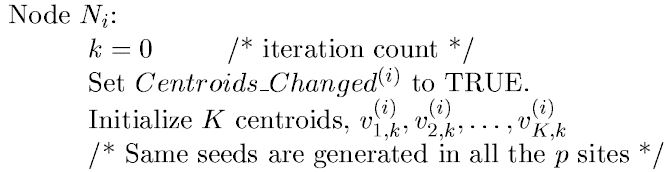 Node $N_i$:
$k = 0$ /* iteration count */
Set $Centroids\_Changed^{(i)}$ to TRUE.
Initialize $K$ centroids, $v_{1,k}^{(i)}, v_{2,k}^{(i)}, \ldots, v_{K,k}^{(i)}$
/* Same seeds are generated in all the $p$ sites */